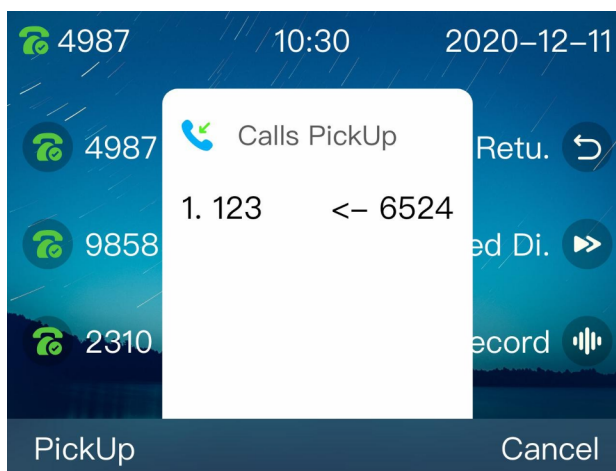 4987 10:30 2020-12-11
Calls PickUp
4987 Retu.
1. 123 <- 6524
9858 ed Di.
2310 ecord
PickUp Cancel